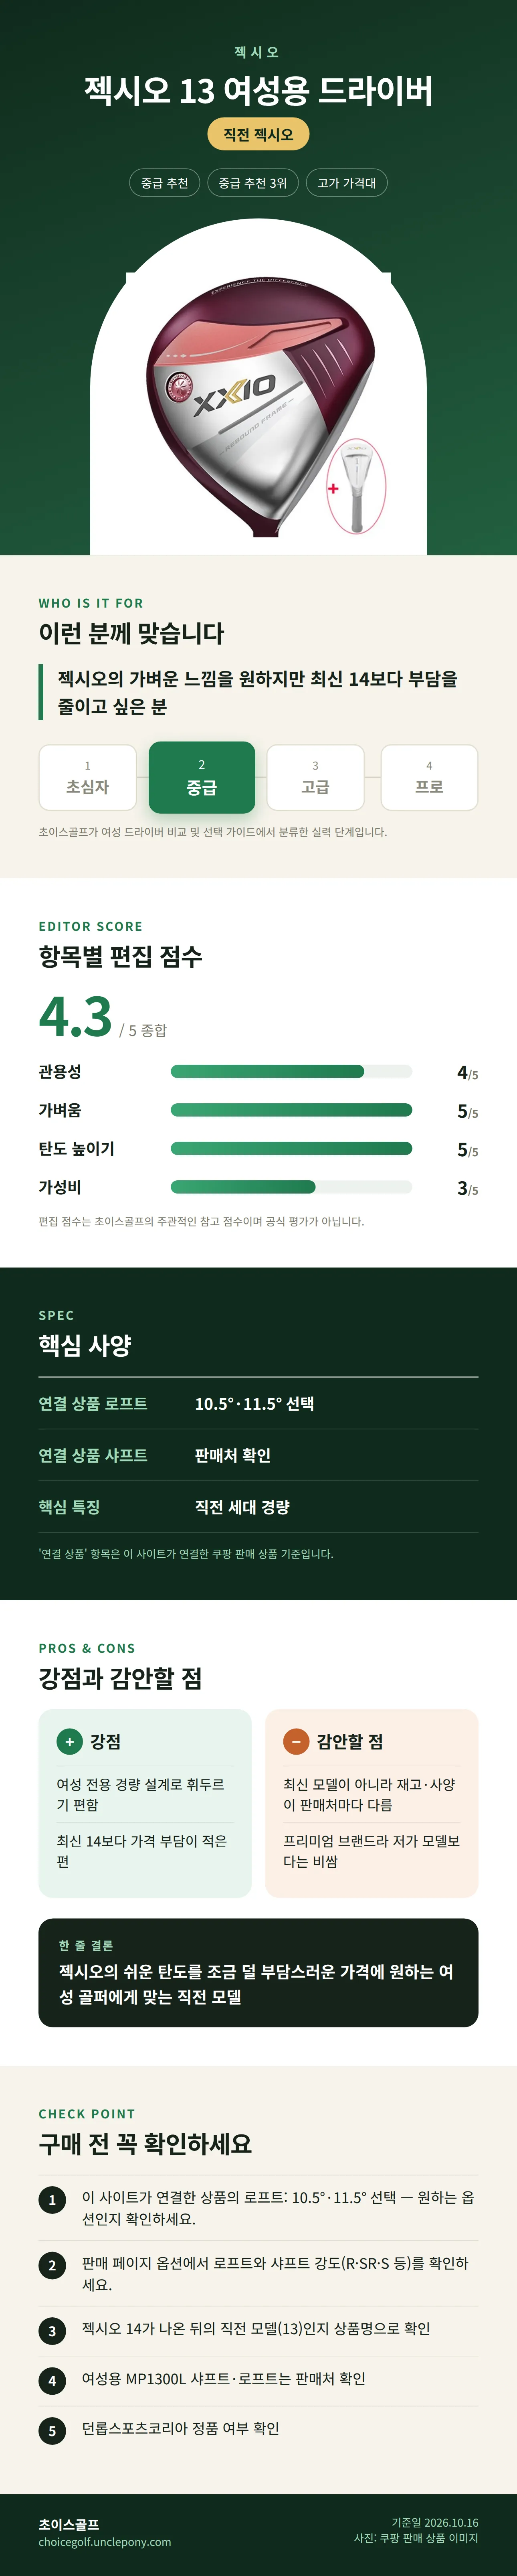 젝시오
젝시오 13 여성용 드라이버
직전 젝시오
중급 추천
중급 추천 3위
고가 가격대
EXPERIENCE THE DIFFERENCE
XXIO
REBOUND FRAME
+
WHO IS IT FOR
이런 분께 맞습니다
젝시오의 가벼운 느낌을 원하지만 최신 14보다 부담을
줄이고 싶은 분
1
초심자
2
중급
3
고급
4
프로
초이스골프가 여성 드라이버 비교 및 선택 가이드에서 분류한 실력 단계입니다.
EDITOR SCORE
항목별 편집 점수
4.3 / 5 종합
관용성 4/5
가벼움 5/5
탄도 높이기 5/5
가성비 3/5
편집 점수는 초이스골프의 주관적인 참고 점수이며 공식 평가가 아닙니다.
SPEC
핵심 사양
연결 상품 로프트 10.5°·11.5° 선택
연결 상품 샤프트 판매처 확인
핵심 특징 직전 세대 경량
'연결 상품' 항목은 이 사이트가 연결한 쿠팡 판매 상품 기준입니다.
PROS & CONS
강점과 감안할 점
+ 강점
여성 전용 경량 설계로 휘두르
기 편함
최신 14보다 가격 부담이 적은
편
− 감안할 점
최신 모델이 아니라 재고·사양
이 판매처마다 다름
프리미엄 브랜드라 저가 모델보
다는 비쌈
한 줄 결론
젝시오의 쉬운 탄도를 조금 덜 부담스러운 가격에 원하는 여
성 골퍼에게 맞는 직전 모델
CHECK POINT
구매 전 꼭 확인하세요
1 이 사이트가 연결한 상품의 로프트: 10.5°·11.5° 선택 — 원하는 옵
션인지 확인하세요.
2 판매 페이지 옵션에서 로프트와 샤프트 강도(R·SR·S 등)를 확인하
세요.
3 젝시오 14가 나온 뒤의 직전 모델(13)인지 상품명으로 확인
4 여성용 MP1300L 샤프트·로프트는 판매처 확인
5 던롭스포츠코리아 정품 여부 확인
초이스골프
choicegolf.unclepony.com
기준일 2026.10.16
사진: 쿠팡 판매 상품 이미지